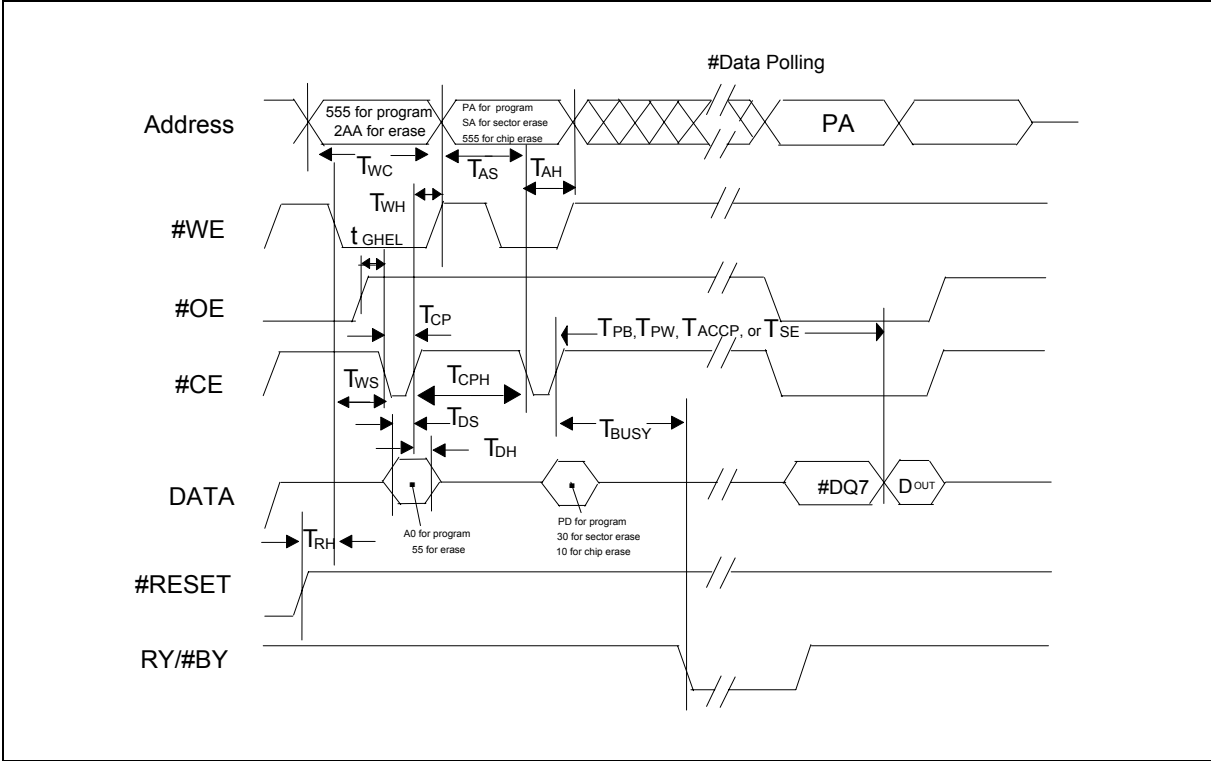 #Data Polling
Address
555 for program
2AA for erase
PA for program
SA for sector erase
555 for chip erase
PA
TWC
TAS
TAH
TWH
#WE
t GHEL
#OE
TCP
TPB,TPW, TACCP, or TSE
#CE
TWS
TCPH
TDS
TBUSY
TDH
DATA
#DQ7
DOUT
A0 for program
55 for erase
PD for program
30 for sector erase
10 for chip erase
TRH
#RESET
RY/#BY